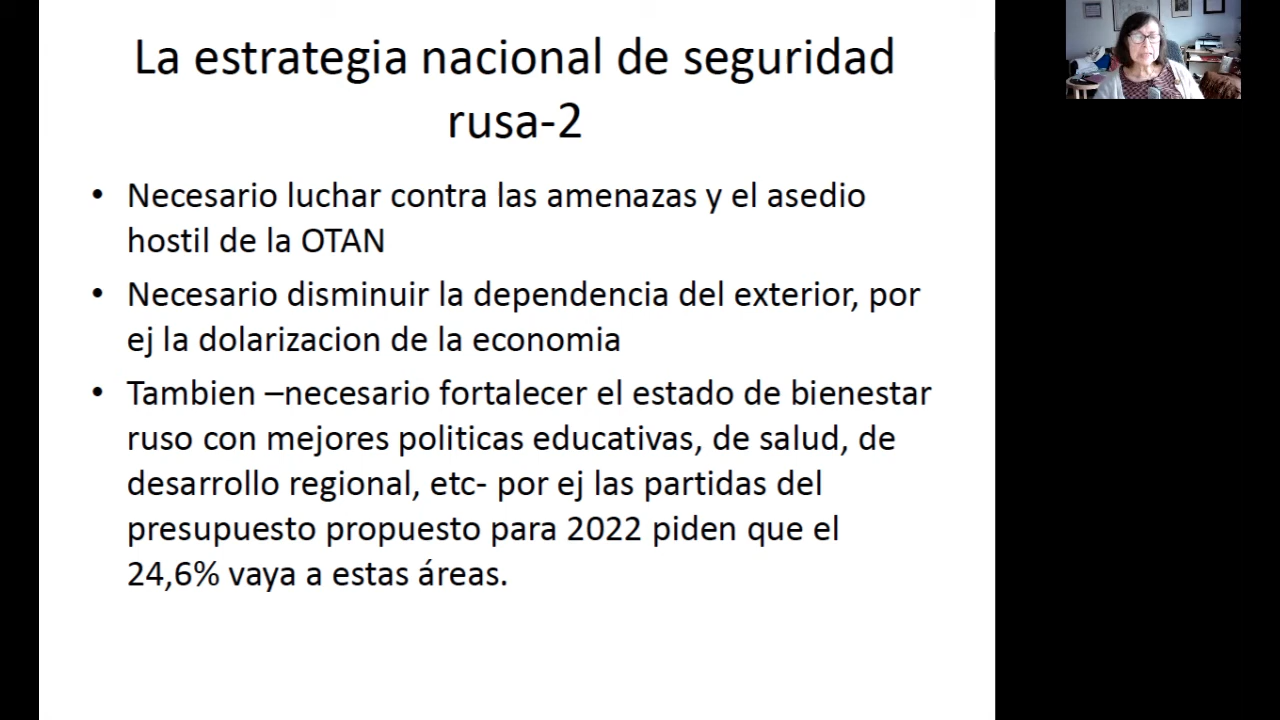 La estrategia nacional de seguridad
rusa-2
• Necesario luchar contra las amenazas y el asedio
hostil de la OTAN
• Necesario disminuir la dependencia del exterior, por
ej la dolarizacion de la economia
• Tambien –necesario fortalecer el estado de bienestar
ruso con mejores politicas educativas, de salud, de
desarrollo regional, etc- por ej las partidas del
presupuesto propuesto para 2022 piden que el
24,6% vaya a estas áreas.